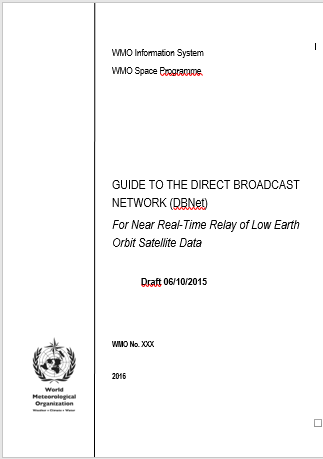 WMO Information System
WMO Space Programme
GUIDE TO THE DIRECT BROADCAST
NETWORK (DBNet)
For Near Real-Time Relay of Low Earth
Orbit Satellite Data
Draft 06/10/2015
WMO No. XXX
World
Meteorological
Organization
Weather • Climate • Water
2016